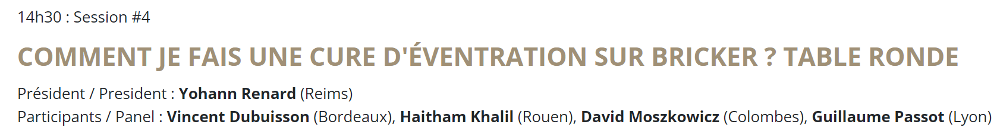 14h30 : Session #4
COMMENT JE FAIS UNE CURE D'ÉVENTRATION SUR BRICKER ? TABLE RONDE
Président / President : Yohann Renard (Reims)
Participants / Panel : Vincent Dubuisson (Bordeaux), Haitham Khalil (Rouen), David Moszkowicz (Colombes), Guillaume Passot (Lyon)